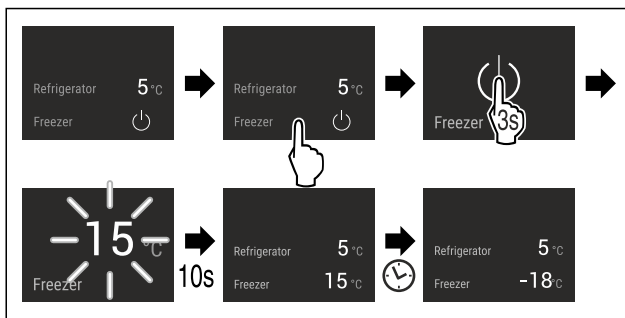 Refrigerator 5 °C
Freezer
Refrigerator 5 °C
Freezer
Freezer 3s
15 °C
Freezer
10s
Refrigerator 5 °C
Freezer 15 °C
Refrigerator 5 °C
Freezer -18 °C